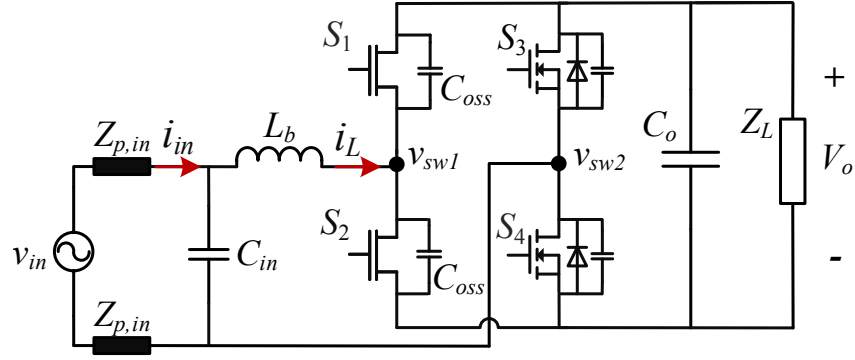 S1
S3
Coss
Zp,in
iin
Lb
iL
vsw1
vsw2
Co
ZL
+
Vo
-
vin
Cin
S2
S4
Coss
Zp,in